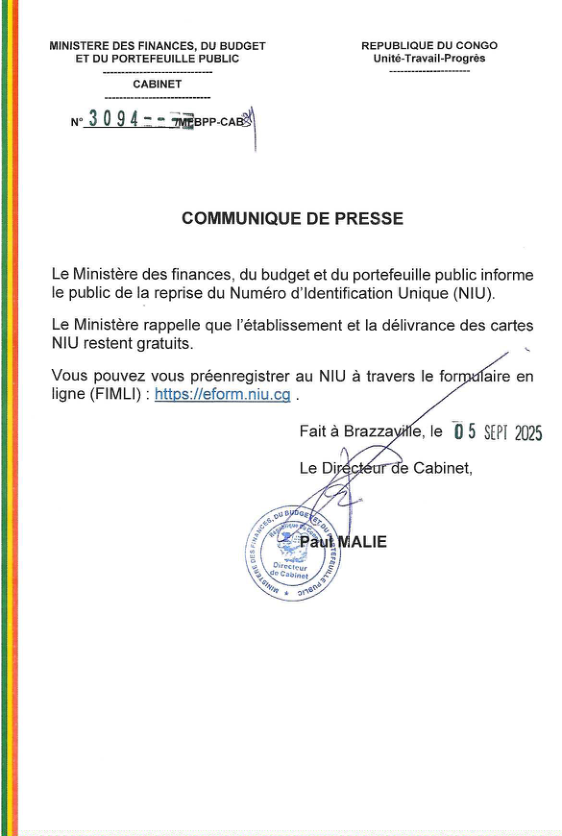 MINISTERE DES FINANCES, DU BUDGET
ET DU PORTEFEUILLE PUBLIC
CABINET
N° 3094 /MFBPP-CAB
REPUBLIQUE DU CONGO
Unité-Travail-Progrès
COMMUNIQUE DE PRESSE
Le Ministère des finances, du budget et du portefeuille public informe
le public de la reprise du Numéro d'Identification Unique (NIU).
Le Ministère rappelle que l'établissement et la délivrance des cartes
NIU restent gratuits.
Vous pouvez vous préenregistrer au NIU à travers le formulaire en
ligne (FIMLI) : https://eform.niu.cg .
Fait à Brazzaville, le 05 SEPT 2025
Le Directeur de Cabinet,
Paul MALIE
MINISTÈRE DES FINANCES, DU BUDGET ET DU PORTEFEUILLE PUBLIC
République du Congo
Directeur
de Cabinet